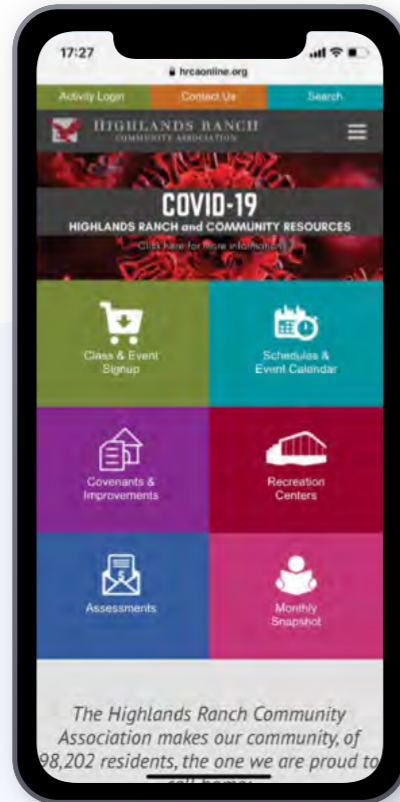 17:27
hrcaonline.org
Activity Login
Contact Us
Search
HIGHLANDS RANCH
COMMUNITY ASSOCIATION
COVID-19
HIGHLANDS RANCH and COMMUNITY RESOURCES
Click here for more information
Class & Event
Signup
Schedules &
Event Calendar
Covenants &
Improvements
Recreation
Centers
Assessments
Monthly
Snapshot
The Highlands Ranch Community
Association makes our community, of
98,202 residents, the one we are proud to
call home: